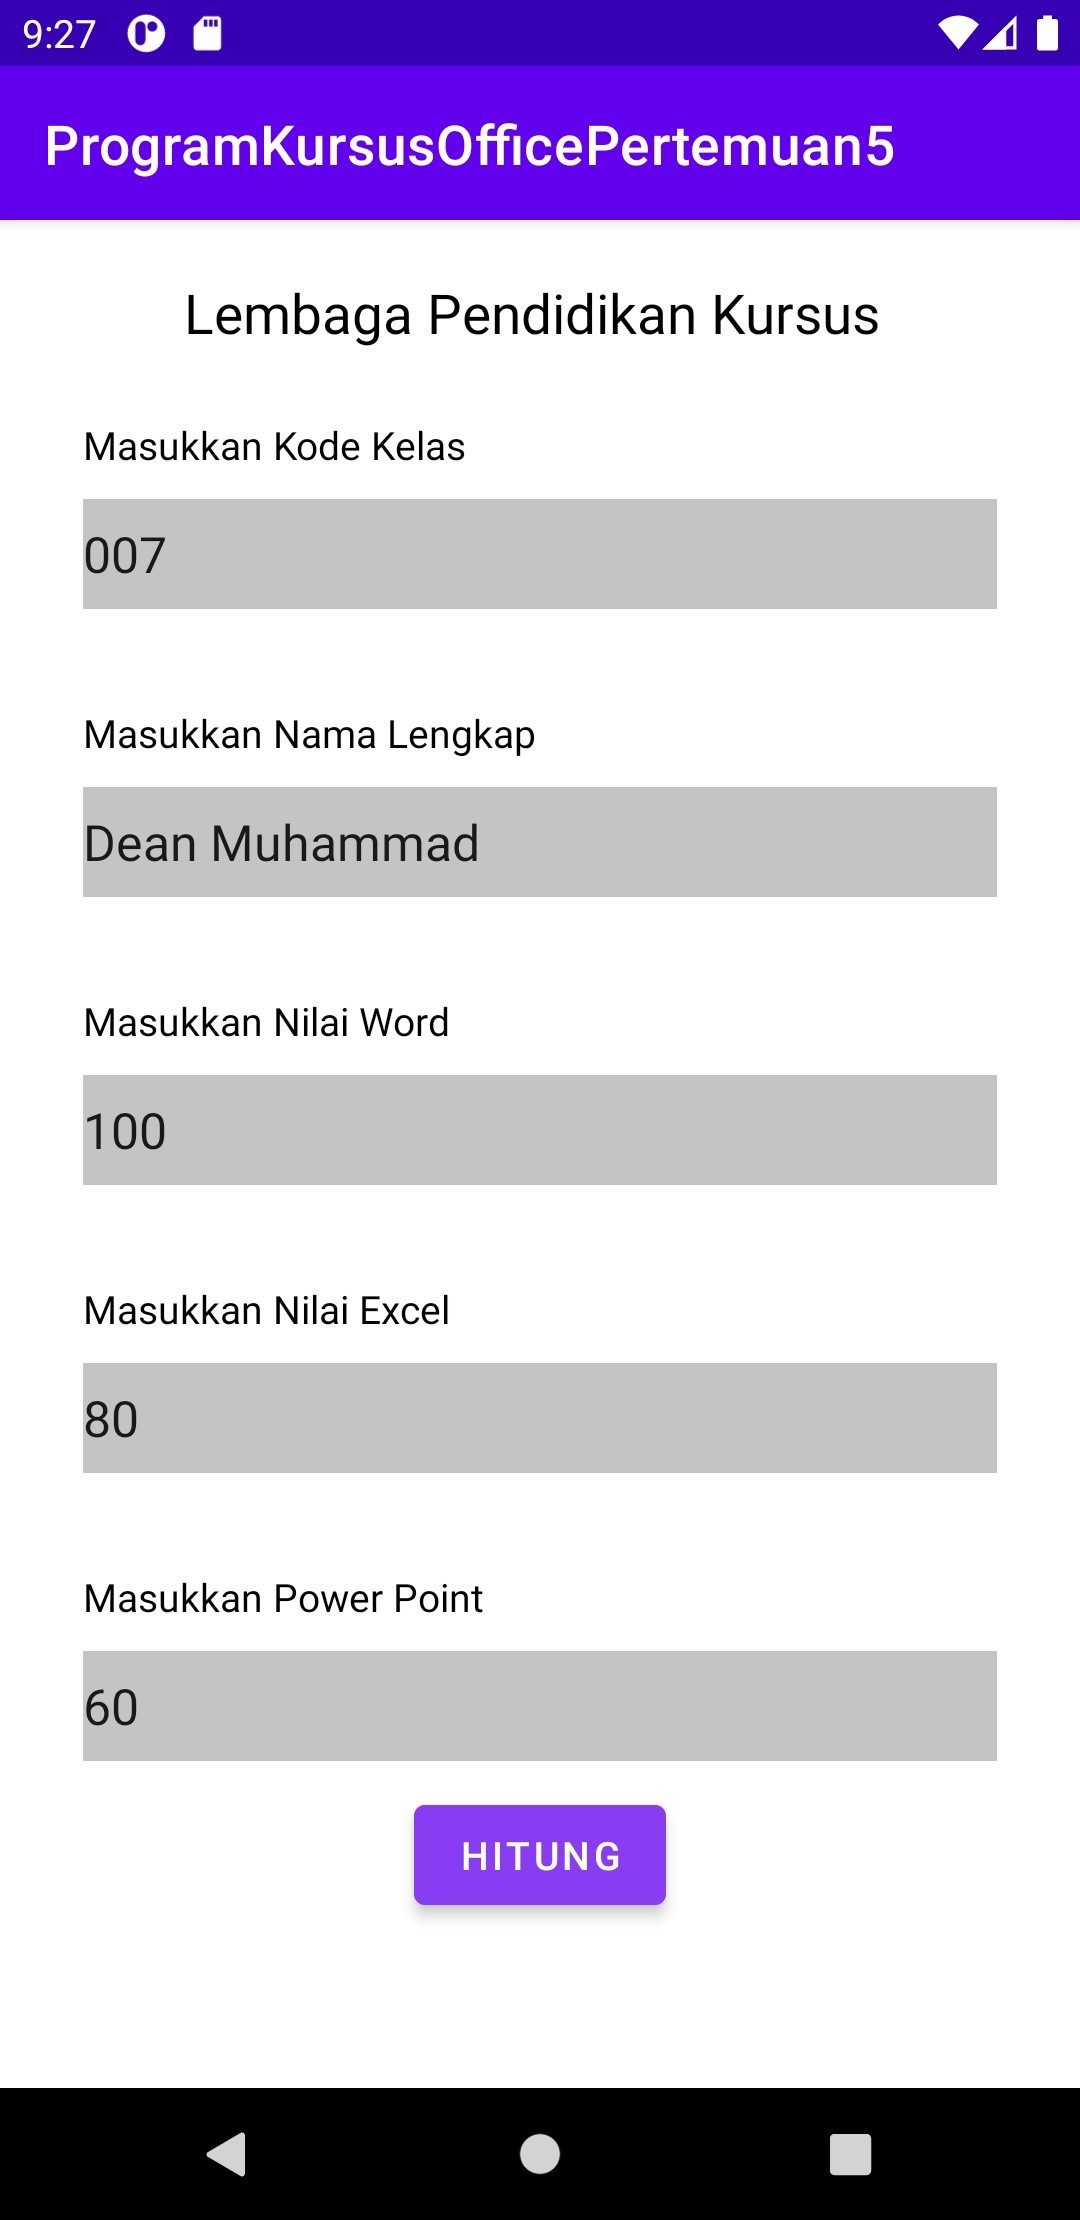 9:27
ProgramKursusOfficePertemuan5
Lembaga Pendidikan Kursus
Masukkan Kode Kelas
007
Masukkan Nama Lengkap
Dean Muhammad
Masukkan Nilai Word
100
Masukkan Nilai Excel
80
Masukkan Power Point
60
HITUNG